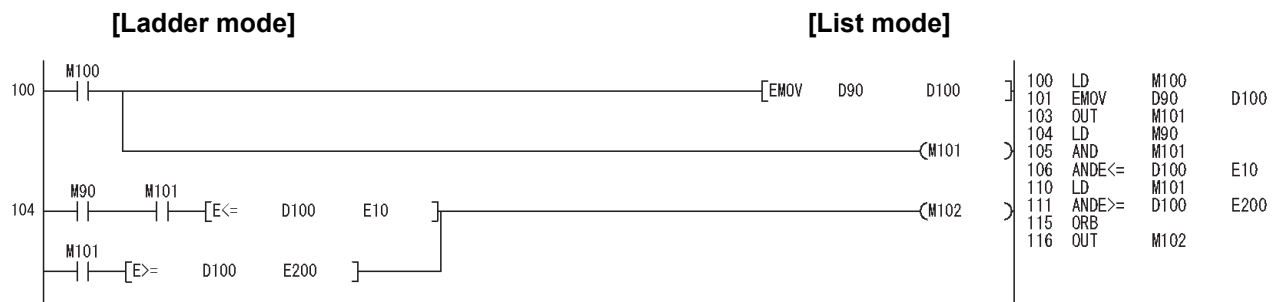 [Ladder mode] [List mode]
M100
100 [EMOV D90 D100 ]
(M101 )
M90 M101
104 [E<= D100 E10 ] (M102 )
M101
[E>= D100 E200 ]
100 LD M100
101 EMOV D90 D100
103 OUT M101
104 LD M90
105 AND M101
106 ANDE<= D100 E10
110 LD M101
111 ANDE>= D100 E200
115 ORB
116 OUT M102